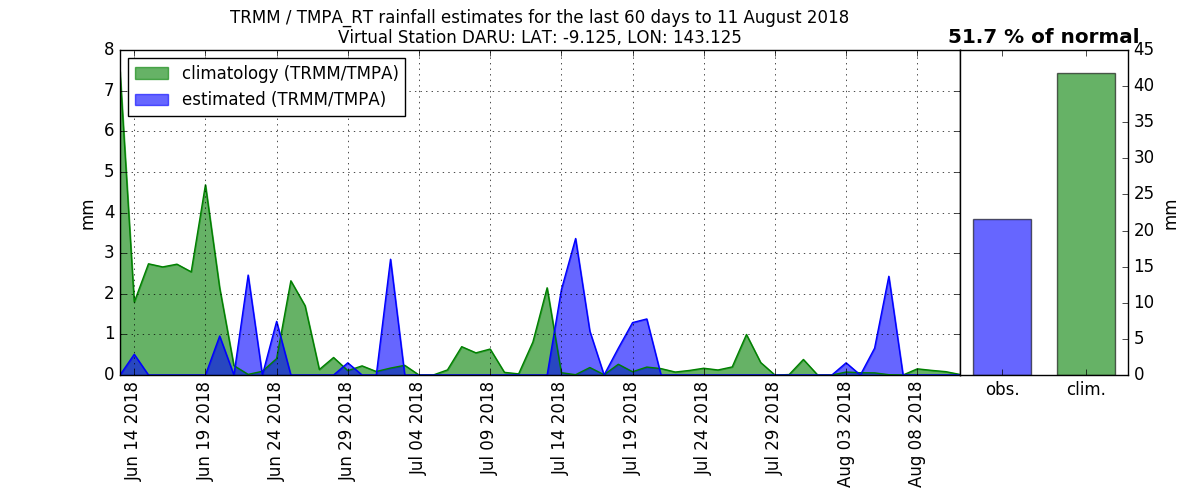 TRMM / TMPA_RT rainfall estimates for the last 60 days to 11 August 2018
Virtual Station DARU: LAT: -9.125, LON: 143.125
51.7 % of normal
climatology (TRMM/TMPA)
estimated (TRMM/TMPA)
8
7
6
5
4
3
2
1
0
mm
Jun 14 2018
Jun 19 2018
Jun 24 2018
Jun 29 2018
Jul 04 2018
Jul 09 2018
Jul 14 2018
Jul 19 2018
Jul 24 2018
Jul 29 2018
Aug 03 2018
Aug 08 2018
obs.
clim.
45
40
35
30
25
20
15
10
5
0
mm